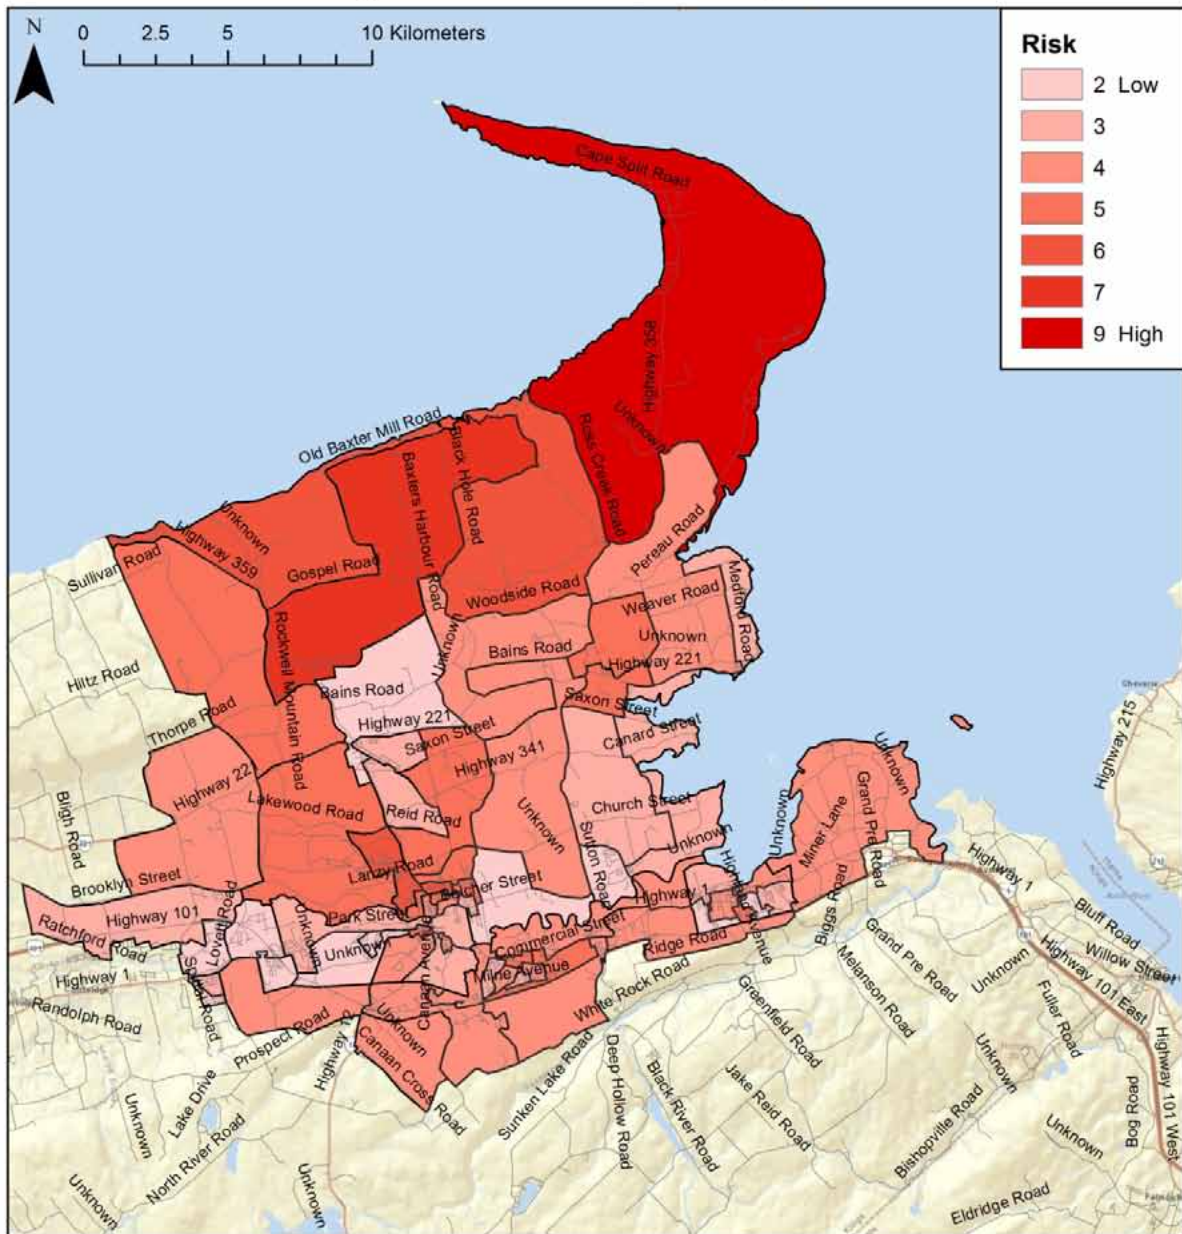 N
0 2.5 5 10 Kilometers
Risk
2 Low
3
4
5
6
7
9 High
Cape Split Road
Highway 358
Unknown
Ross Creek Road
Old Baxter Mill Road
Black Hole Road
Baxters Harbour Road
Unknown
Highway 359
Sullivan Road
Gospel Road
Pereau Road
Woodside Road
Weaver Road
Medford Road
Rockwell Mountain Road
Unknown
Unknown
Bains Road
Highway 221
Hiltz Road
Bains Road
Saxon Street
Thorpe Road
Highway 221
Saxon Street
Canard Street
Highway 341
Highway 215
Unknown
Highway 22
Lakewood Road
Reid Road
Church Street
Unknown
Unknown
Miner Lane
Grand Pre Road
Bligh Road
Unknown
Sutton Road
Lanzy Road
Belcher Street
Brooklyn Street
Highway 1
Highway 1
Highway 101
Park Street
Lovett Road
Unknown
Ratchford Road
Unknown
Commercial Street
Ridge Road
Biggs Road
Bluff Road
Highway 1
Canaan Avenue
Milne Avenue
White Rock Road
Grand Pre Road
Unknown
Willow Street
Highway 101 East
Randolph Road
Prospect Road
Unknown
Melanson Road
Fuller Road
Greenfield Road
Canaan Cross Road
Sunken Lake Road
Deep Hollow Road
Black River Road
Jake Reid Road
Unknown
Highway 101 West
Lake Drive
Unknown
North River Road
Bishopville Road
Unknown
Bog Road
Unknown
Unknown
Eldridge Road